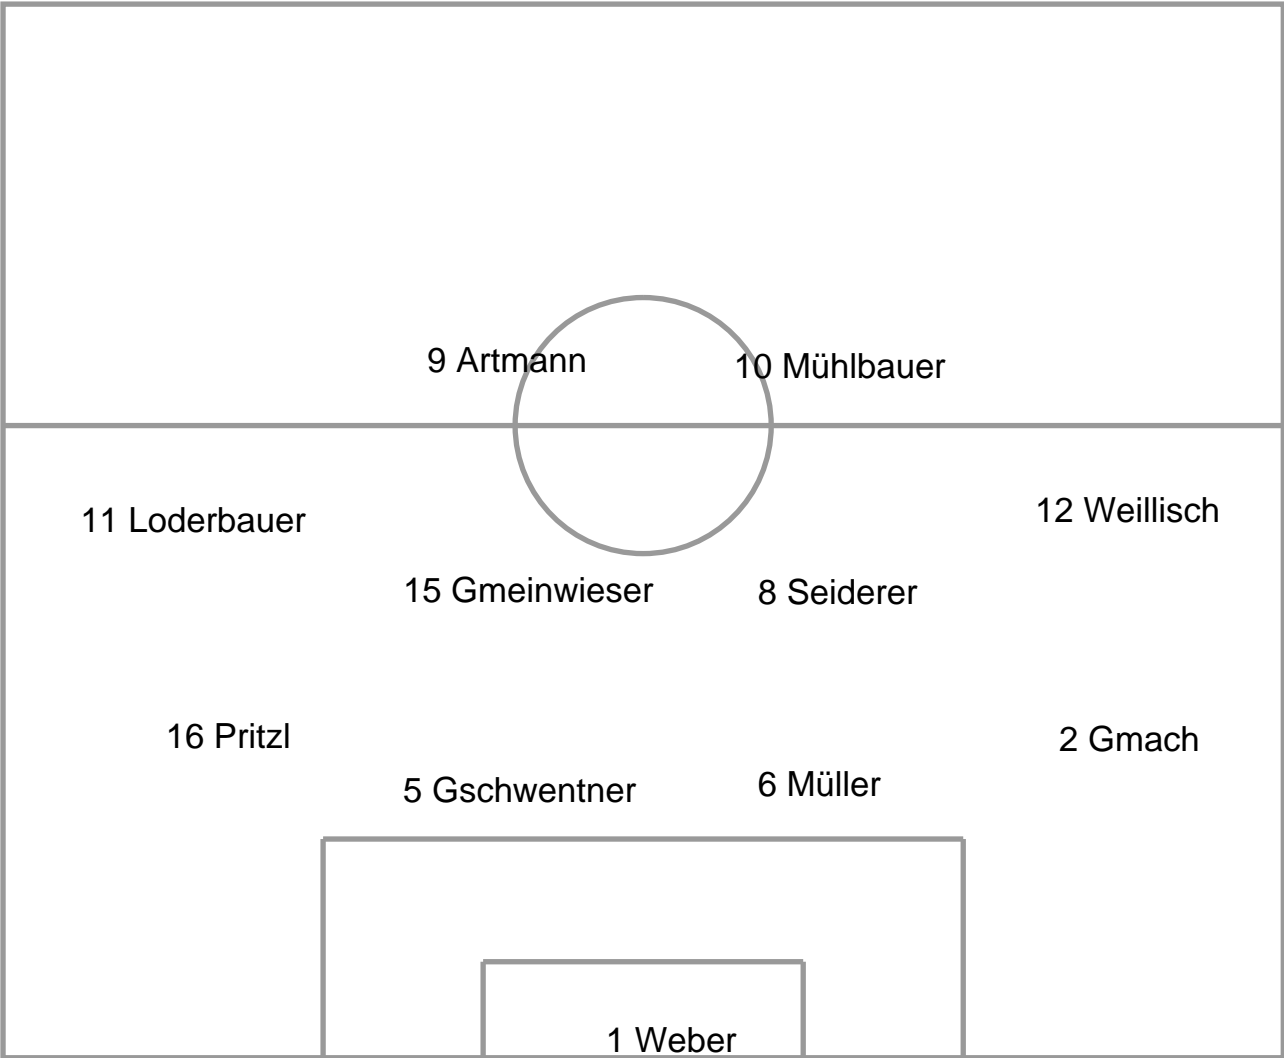 9 Artmann
10 Mühlbauer
11 Loderbauer
12 Weillisch
15 Gmeinwieser
8 Seiderer
16 Pritzl
2 Gmach
5 Gschwentner
6 Müller
1 Weber